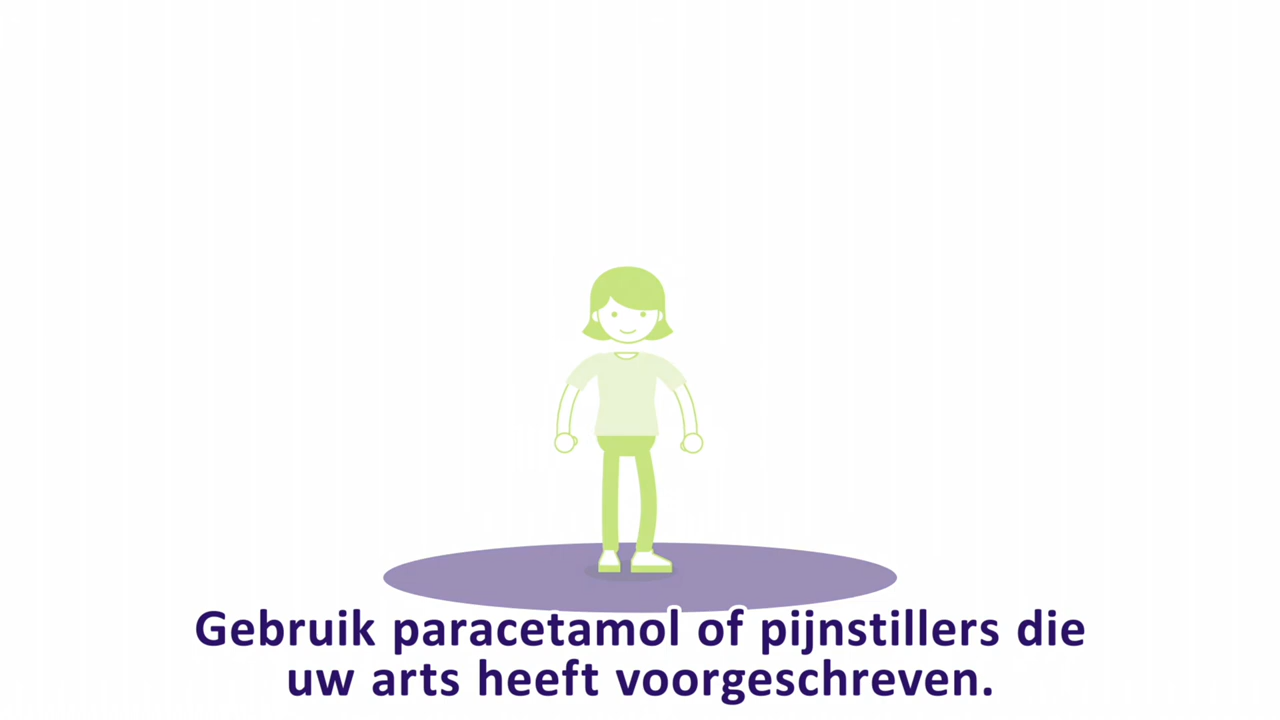 Gebruik paracetamol of pijnstillers die
uw arts heeft voorgeschreven.